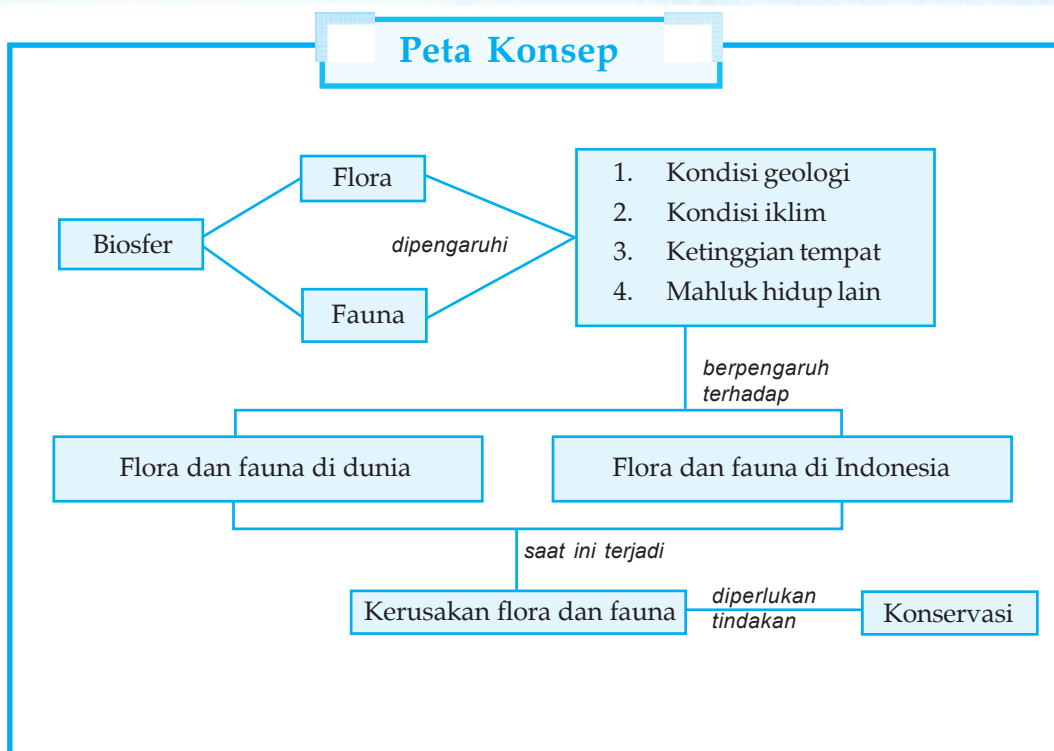 Peta Konsep
Flora
Biosfer
dipengaruhi
Fauna
1. Kondisi geologi
2. Kondisi iklim
3. Ketinggian tempat
4. Mahluk hidup lain
berpengaruh
terhadap
Flora dan fauna di dunia
Flora dan fauna di Indonesia
saat ini terjadi
Kerusakan flora dan fauna
diperlukan
tindakan
Konservasi